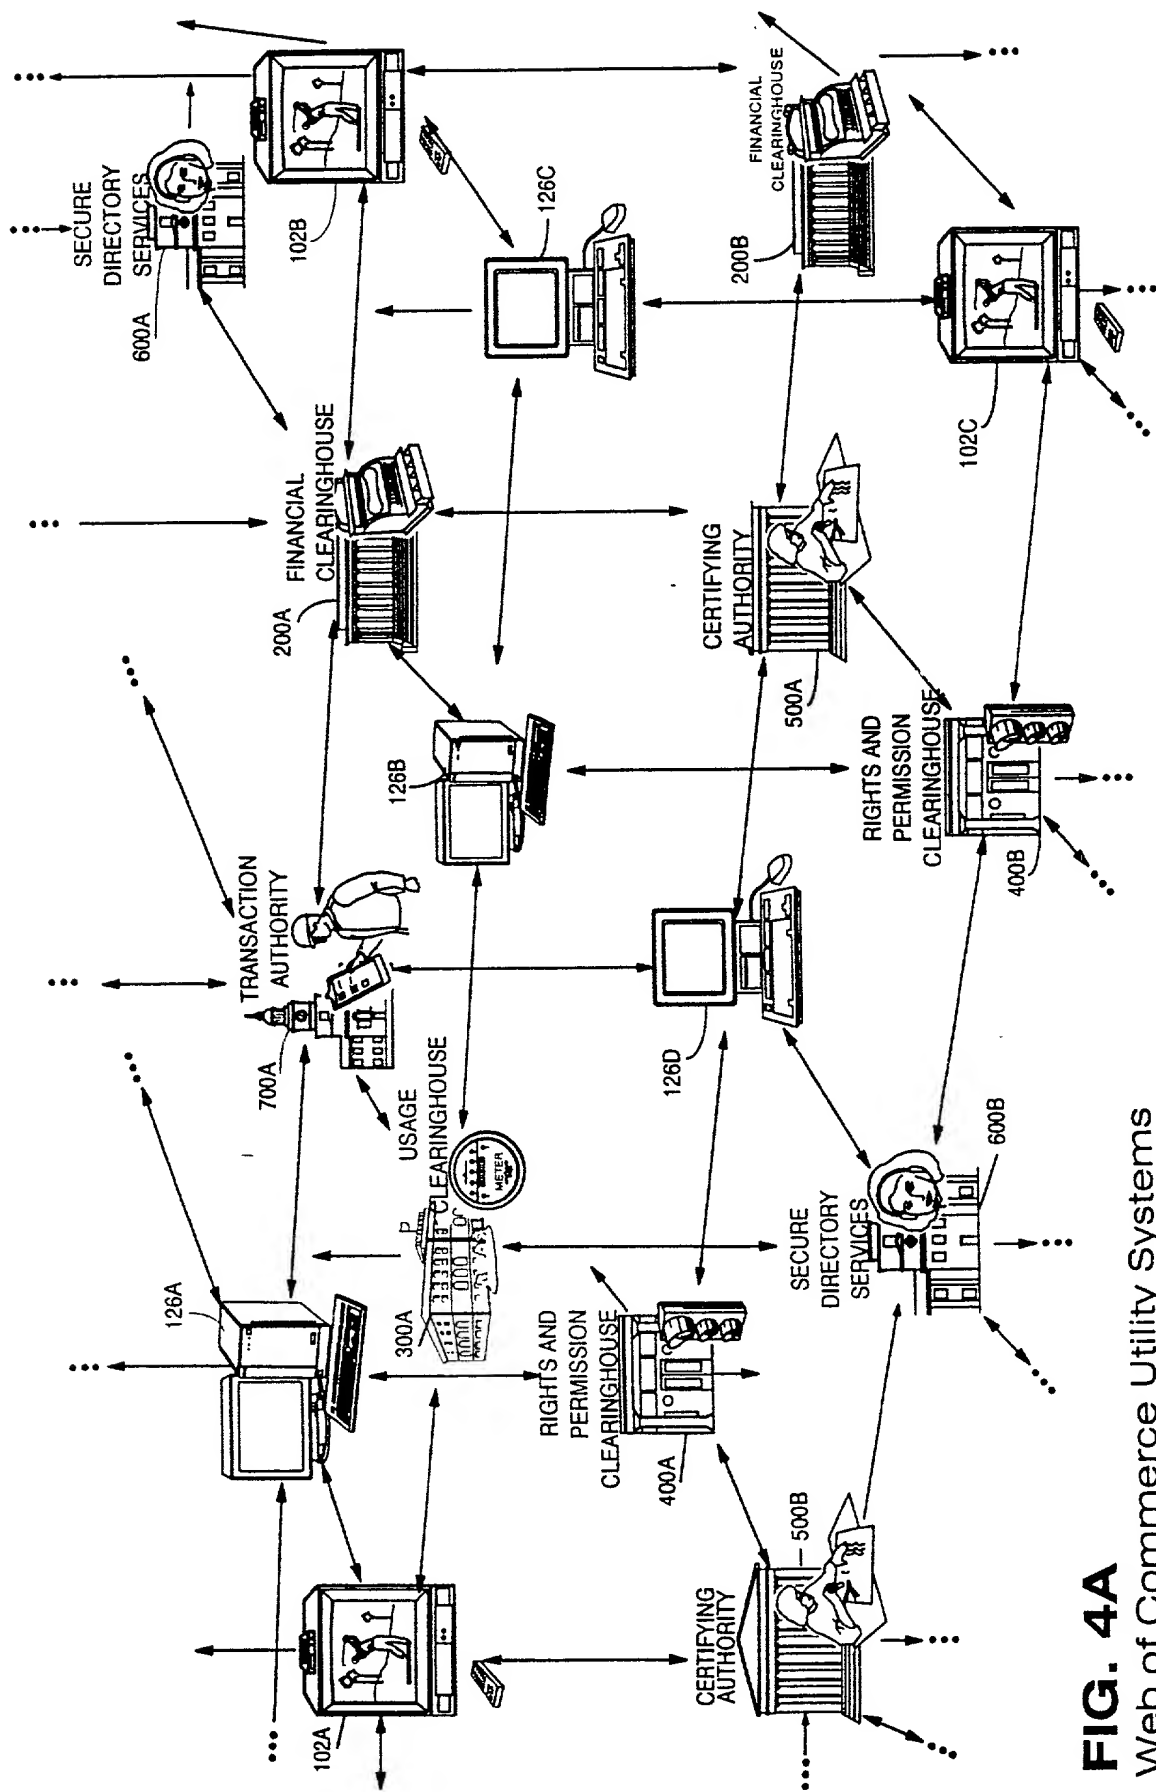 SECURE
DIRECTORY
SERVICES
600A
126A
TRANSACTION
AUTHORITY
700A
FINANCIAL
CLEARINGHOUSE
200A
102B
102A
126B
USAGE
CLEARINGHOUSE
300A
METER
126C
RIGHTS AND
PERMISSION
CLEARINGHOUSE
400A
126D
CERTIFYING
AUTHORITY
500B
CERTIFYING
AUTHORITY
500A
FINANCIAL
CLEARINGHOUSE
200B
SECURE
DIRECTORY
SERVICES
600B
RIGHTS AND
PERMISSION
CLEARINGHOUSE
400B
102C
FIG. 4A
Web of Commerce Utility Systems